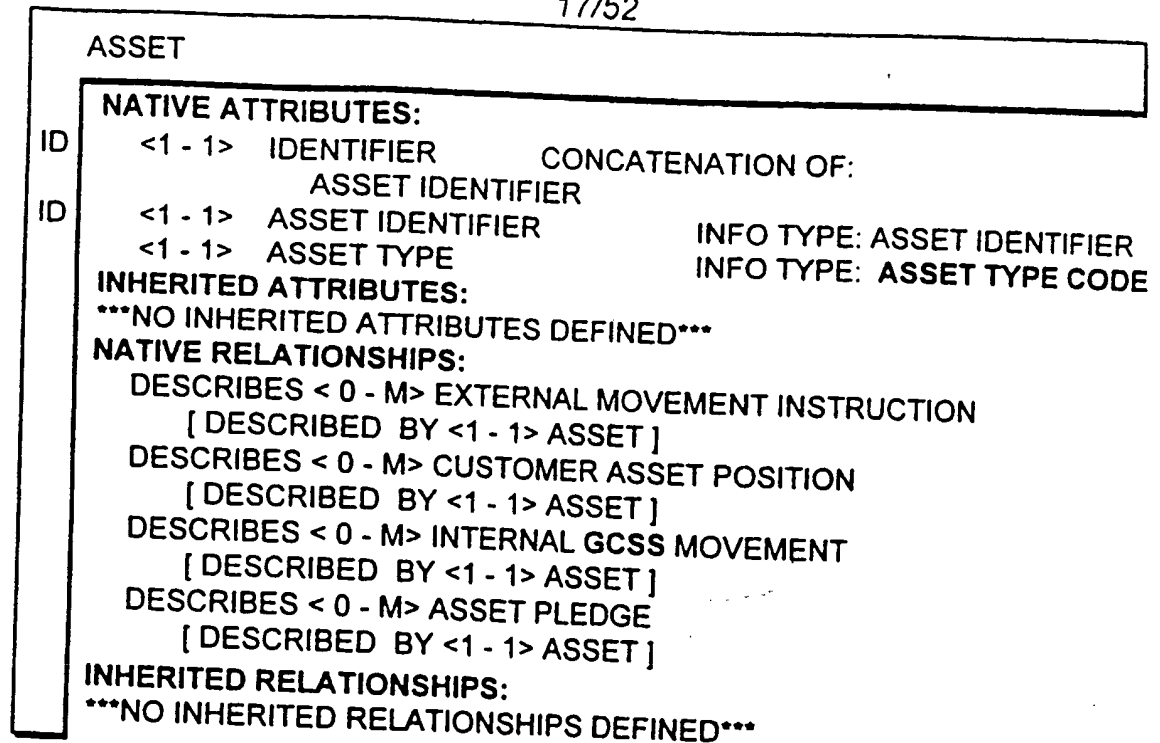 17/52
ASSET
NATIVE ATTRIBUTES:
ID <1 - 1> IDENTIFIER CONCATENATION OF:
ASSET IDENTIFIER
ID <1 - 1> ASSET IDENTIFIER INFO TYPE: ASSET IDENTIFIER
<1 - 1> ASSET TYPE INFO TYPE: ASSET TYPE CODE
INHERITED ATTRIBUTES:
***NO INHERITED ATTRIBUTES DEFINED***
NATIVE RELATIONSHIPS:
DESCRIBES < 0 - M> EXTERNAL MOVEMENT INSTRUCTION
[ DESCRIBED BY <1 - 1> ASSET ]
DESCRIBES < 0 - M> CUSTOMER ASSET POSITION
[ DESCRIBED BY <1 - 1> ASSET ]
DESCRIBES < 0 - M> INTERNAL GCSS MOVEMENT
[ DESCRIBED BY <1 - 1> ASSET ]
DESCRIBES < 0 - M> ASSET PLEDGE
[ DESCRIBED BY <1 - 1> ASSET ]
INHERITED RELATIONSHIPS:
***NO INHERITED RELATIONSHIPS DEFINED***